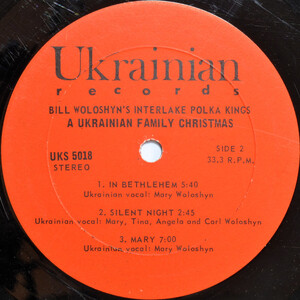 Ukrainian
records
BILL WOLOSHYN'S INTERLAKE POLKA KINGS
A UKRAINIAN FAMILY CHRISTMAS
UKS 5018
STEREO
SIDE 2
33.3 R.P.M.
1. IN BETHLEHEM 5:40
Ukrainian vocal: Mary Woloshyn
2. SILENT NIGHT 2:45
Ukrainian vocal: Mary, Tina, Angela and Carl Woloshyn
3. MARY 7:00
Ukrainian vocal: Mary Woloshyn